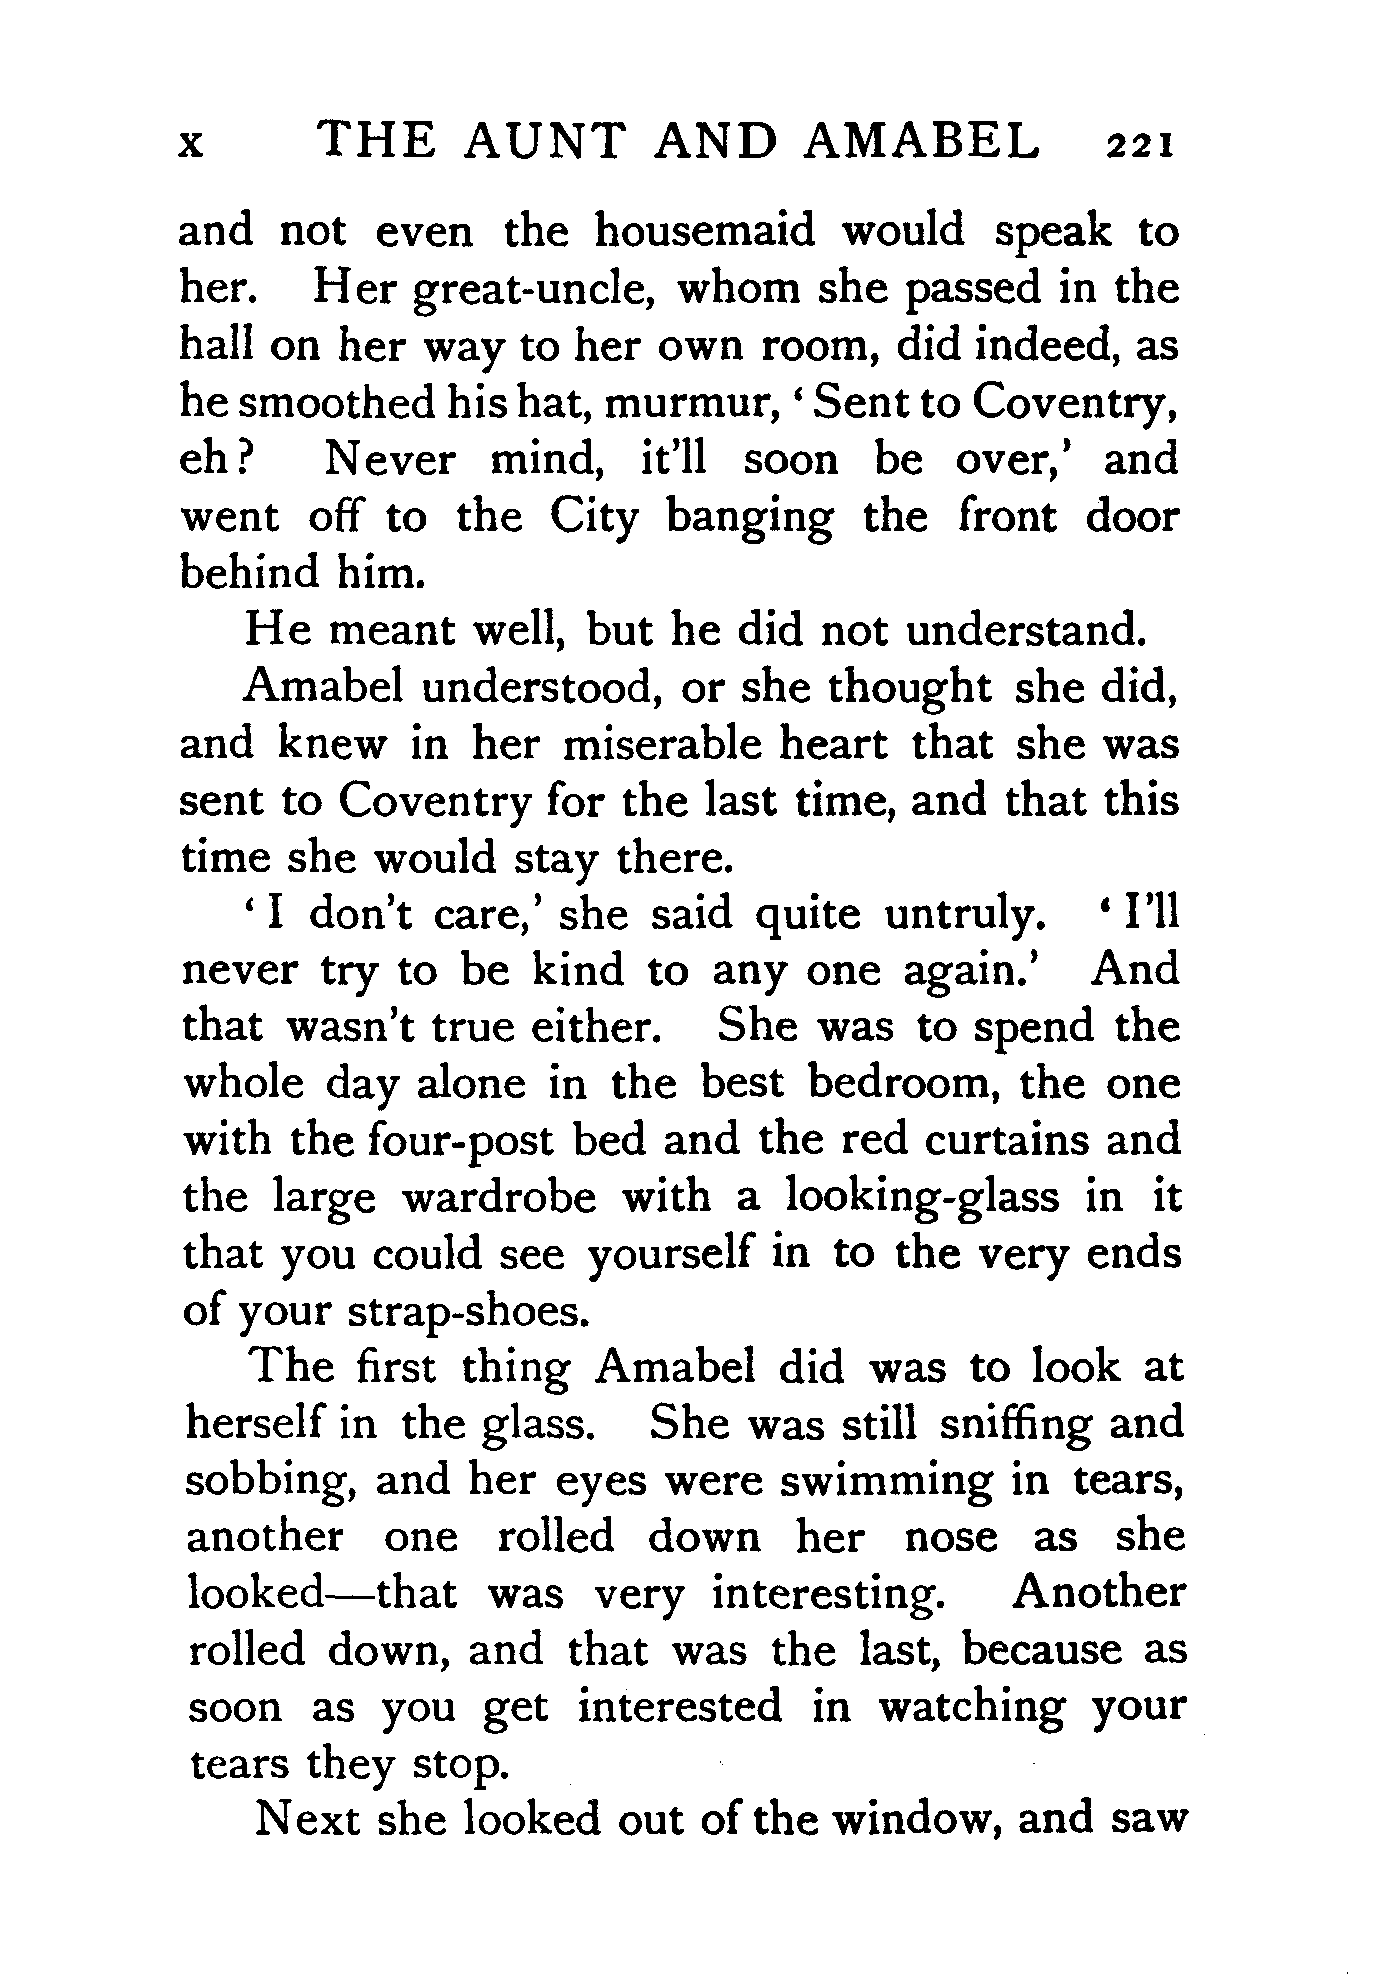 x THE AUNT AND AMABEL 221
and not even the housemaid would speak to
her. Her great-uncle, whom she passed in the
hall on her way to her own room, did indeed, as
he smoothed his hat, murmur, ‘ Sent to Coventry,
eh ? Never mind, it’ll soon be over,’ and
went off to the City banging the front door
behind him.
He meant well, but he did not understand.
Amabel understood, or she thought she did,
and knew in her miserable heart that she was
sent to Coventry for the last time, and that this
time she would stay there.
‘ I don’t care,’ she said quite untruly. ‘ I’ll
never try to be kind to any one again.’ And
that wasn’t true either. She was to spend the
whole day alone in the best bedroom, the one
with the four-post bed and the red curtains and
the large wardrobe with a looking-glass in it
that you could see yourself in to the very ends
of your strap-shoes.
The first thing Amabel did was to look at
herself in the glass. She was still sniffing and
sobbing, and her eyes were swimming in tears,
another one rolled down her nose as she
looked—that was very interesting. Another
rolled down, and that was the last, because as
soon as you get interested in watching your
tears they stop.
Next she looked out of the window, and saw